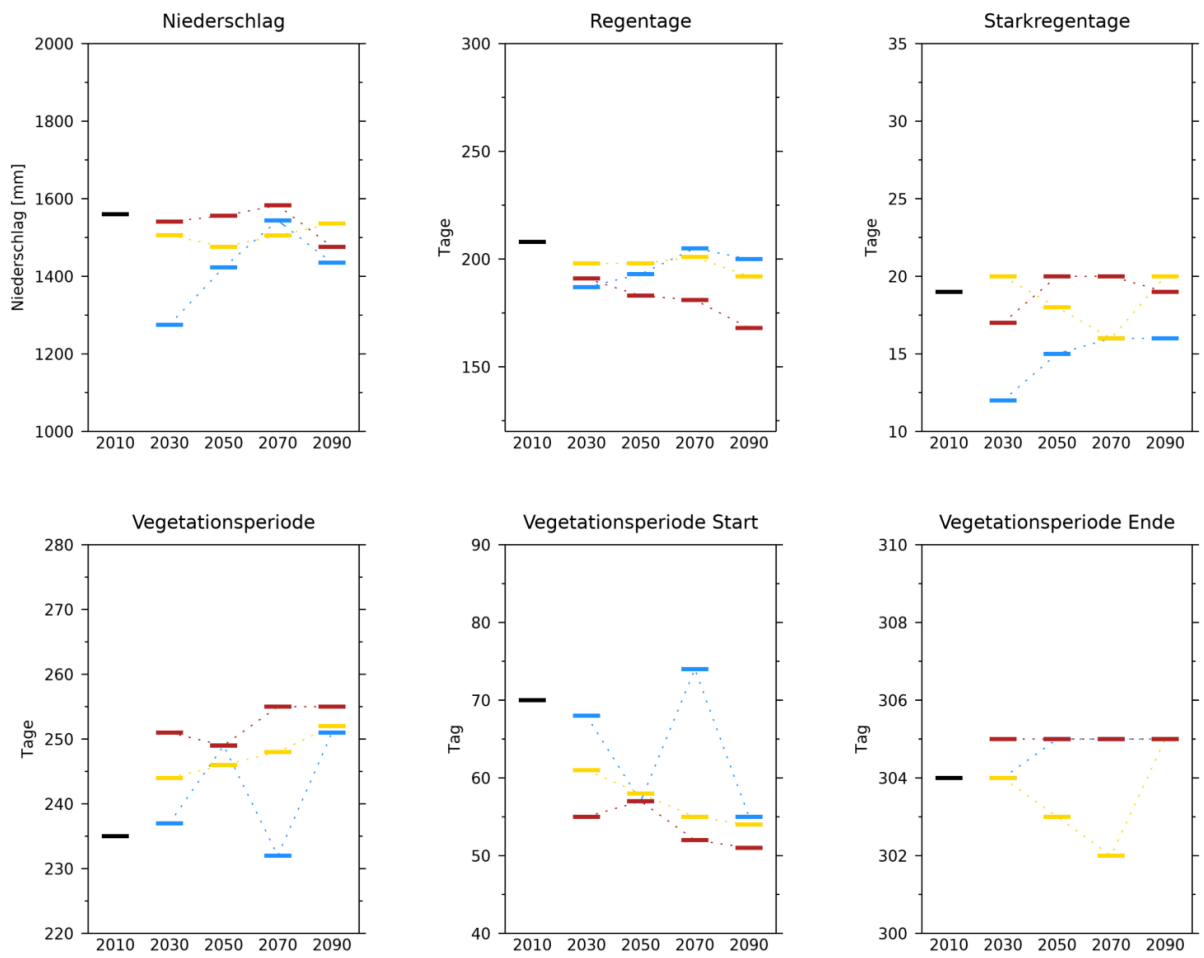 Niederschlag
Niederschlag [mm]
2000
1800
1600
1400
1200
1000
2010 2030 2050 2070 2090
Regentage
Tage
300
250
200
150
2010 2030 2050 2070 2090
Starkregentage
Tage
35
30
25
20
15
10
2010 2030 2050 2070 2090
Vegetationsperiode
Tage
280
270
260
250
240
230
220
2010 2030 2050 2070 2090
Vegetationsperiode Start
Tag
90
80
70
60
50
40
2010 2030 2050 2070 2090
Vegetationsperiode Ende
Tag
310
308
306
304
302
300
2010 2030 2050 2070 2090